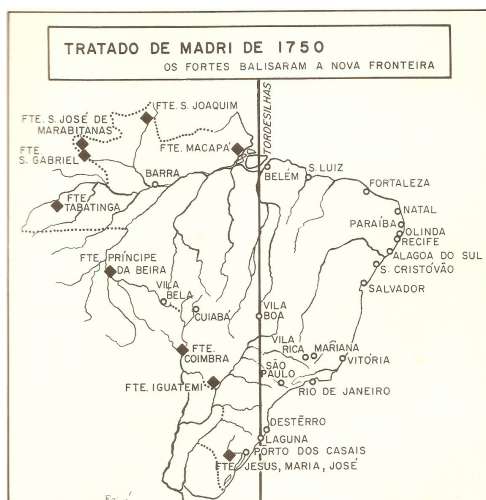 TRATADO DE MADRI DE 1750
OS FORTES BALISARAM A NOVA FRONTEIRA
TORDESILHAS
FTE. S. JOAQUIM
FTE. S. JOSÉ DE
MARABITANAS
FTE.
S. GABRIEL
FTE. MACAPÁ
BARRA
BELÉM
S. LUIZ
FORTALEZA
FTE.
TABATINGA
NATAL
PARAÍBA
OLINDA
RECIFE
ALAGOA DO SUL
S. CRISTÓVÃO
SALVADOR
FTE. PRÍNCIPE
DA BEIRA
VILA
BELA
CUIABÁ
VILA
BOA
FTE.
COIMBRA
VILA
RICA
MARIANA
VITÓRIA
SÃO
PAULO
RIO DE JANEIRO
FTE. IGUATEMI
DESTÊRRO
LAGUNA
PORTO DOS CASAIS
FTE. JESUS, MARIA, JOSÉ